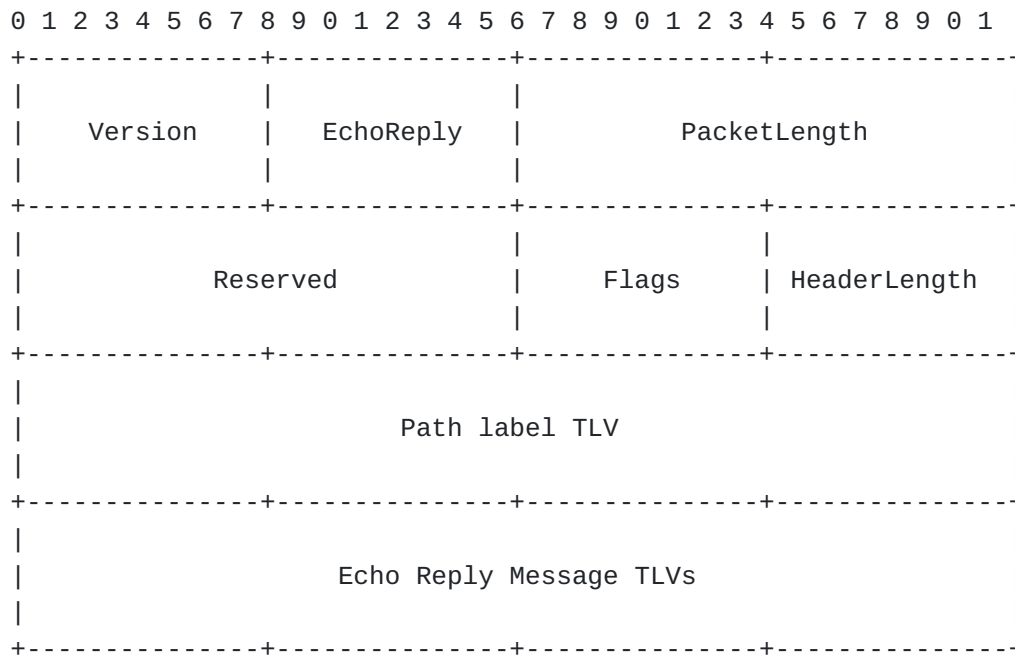 0 1 2 3 4 5 6 7 8 9 0 1 2 3 4 5 6 7 8 9 0 1 2 3 4 5 6 7 8 9 0 1
+---------------+---------------+---------------+---------------+
|               |               |
|    Version    |   EchoReply   |          PacketLength
|               |               |
+---------------+---------------+---------------+---------------+
|                               |               |
|            Reserved           |     Flags     | HeaderLength
|                               |               |
+---------------+---------------+---------------+---------------+
|
|                        Path label TLV
|
+---------------+---------------+---------------+---------------+
|
|                    Echo Reply Message TLVs
|
+---------------+---------------+---------------+---------------+